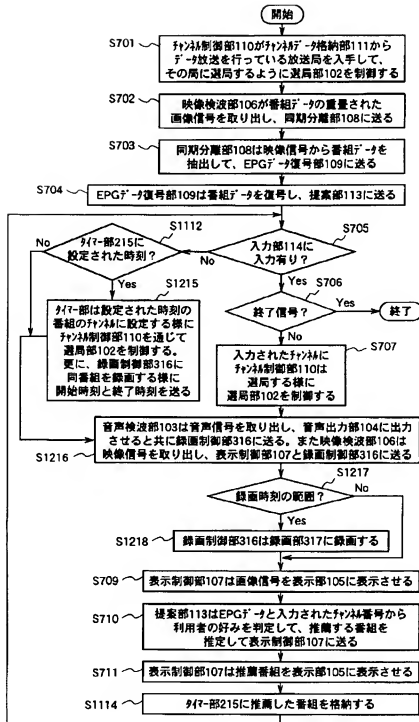 開始
S701
チャンネル制御部110がチャンネルデータ格納部111から
データ放送を行っている放送局を入手して、
その局に選局するように選局部102を制御する
S702
映像検波部106が番組データの重畳された
画像信号を取り出し、同期分離部108に送る
S703
同期分離部108は映像信号から番組データを
抽出して、EPGデータ復号部109に送る
S704
EPGデータ復号部109は番組データを復号し、提案部113に送る
S1112
No
タイマー部215に
設定された時刻?
Yes
S705
入力部114に
入力有り?
No
Yes
S706
終了信号?
Yes
終了
No
S1215
タイマー部は設定された時刻の
番組のチャンネルに設定する様に
チャンネル制御部110を通じて
選局部102を制御する。
更に、録画制御部316に
同番組を録画する様に
開始時刻と終了時刻を送る
S707
入力されたチャンネルに
チャンネル制御部110は
選局する様に
選局部102を制御する
S1216
音声検波部103は音声信号を取り出し、音声出力部104に出力
させると共に録画制御部316に送る。また映像検波部106は
映像信号を取り出し、表示制御部107と録画制御部316に送る
S1217
録画時刻の範囲?
No
Yes
S1218
録画制御部316は録画部317に録画する
S709
表示制御部107は画像信号を表示部105に表示させる
S710
提案部113はEPGデータと入力されたチャンネル番号から
利用者の好みを判定して、推薦する番組を
推定して表示制御部107に送る
S711
表示制御部107は推薦番組を表示部105に表示させる
S1114
タイマー部215に推薦した番組を格納する